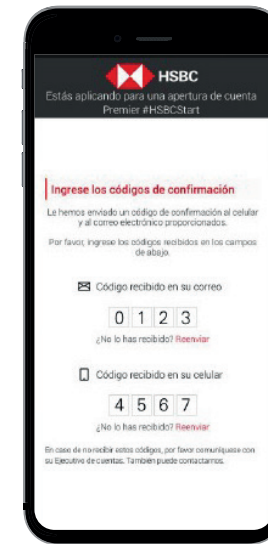 HSBC
Estás aplicando para una apertura de cuenta
Premier #HSBCStart
Ingrese los códigos de confirmación
Le hemos enviado un código de confirmación al celular
y al correo electrónico proporcionados.
Por favor, ingrese los códigos recibidos en los campos
de abajo.
Código recibido en su correo
0 1 2 3
¿No lo has recibido? Reenviar
Código recibido en su celular
4 5 6 7
¿No lo has recibido? Reenviar
En caso de no recibir estos códigos, por favor comuníquese con
su Ejecutivo de cuentas. También puede contactarnos.